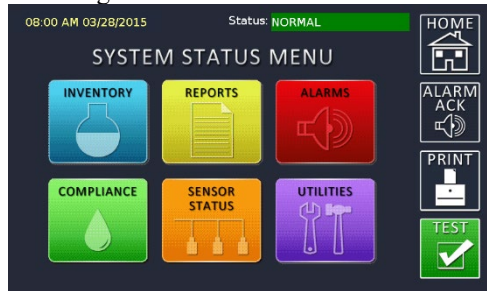 08:00 AM 03/28/2015 Status: NORMAL
SYSTEM STATUS MENU
INVENTORY
REPORTS
ALARMS
COMPLIANCE
SENSOR
STATUS
UTILITIES
HOME
ALARM
ACK
PRINT
TEST